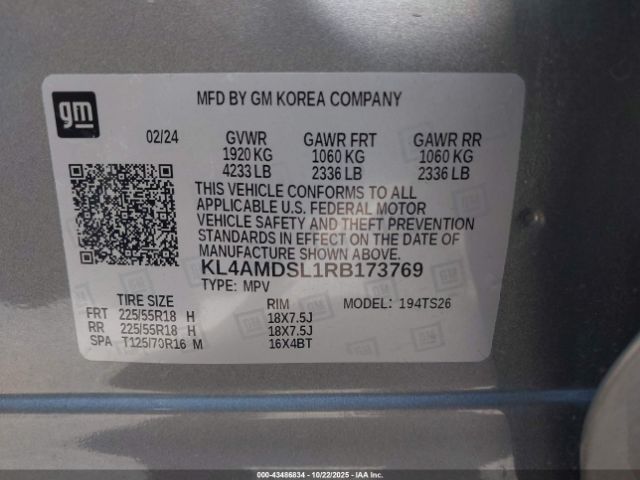 gm
MFD BY GM KOREA COMPANY
02/24 GVWR GAWR FRT GAWR RR
1920 KG 1060 KG 1060 KG
4233 LB 2336 LB 2336 LB
THIS VEHICLE CONFORMS TO ALL
APPLICABLE U.S. FEDERAL MOTOR
VEHICLE SAFETY AND THEFT PREVENTION
STANDARDS IN EFFECT ON THE DATE OF
MANUFACTURE SHOWN ABOVE.
KL4AMDSL1RB173769
TYPE: MPV
TIRE SIZE RIM MODEL: 194TS26
FRT 225/55R18 H 18X7.5J
RR 225/55R18 H 18X7.5J
SPA T125/70R16 M 16X4BT
000-43486834 - 10/22/2025 - IAAI.COM